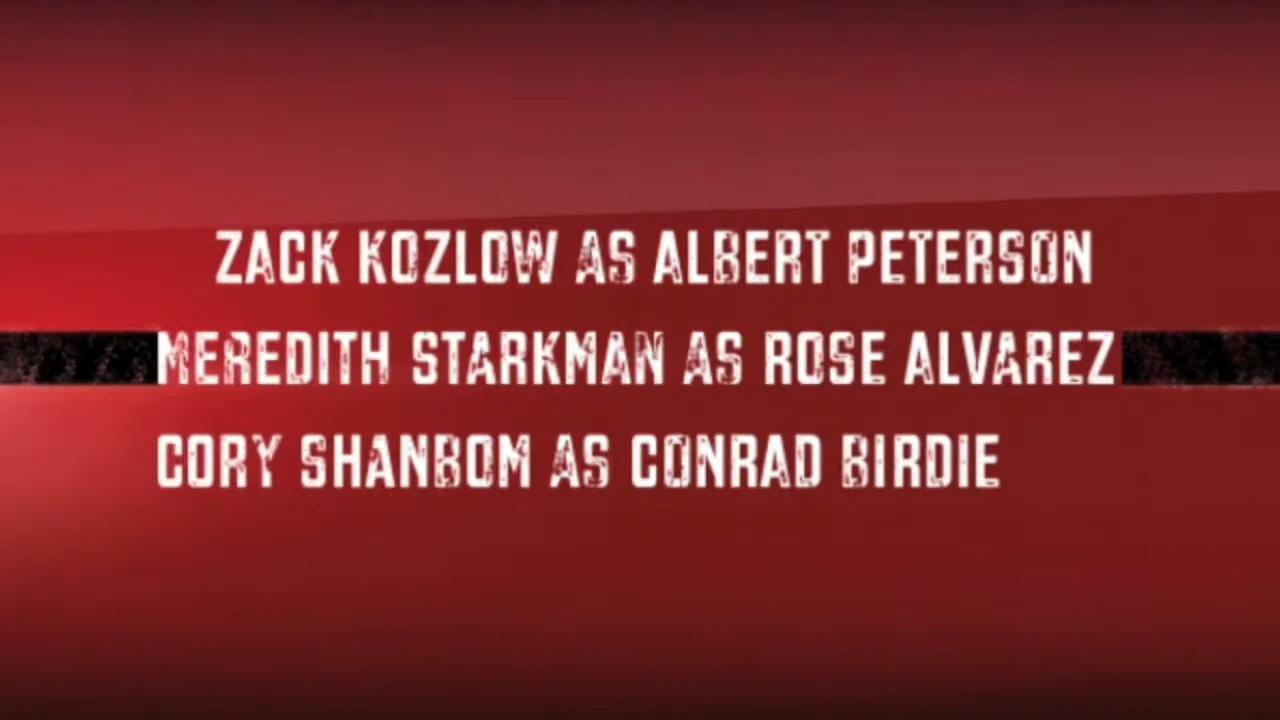 ZACK KOZLOW AS ALBERT PETERSON
MEREDITH STARKMAN AS ROSE ALVAREZ
CORY SHANBOM AS CONRAD BIRDIE